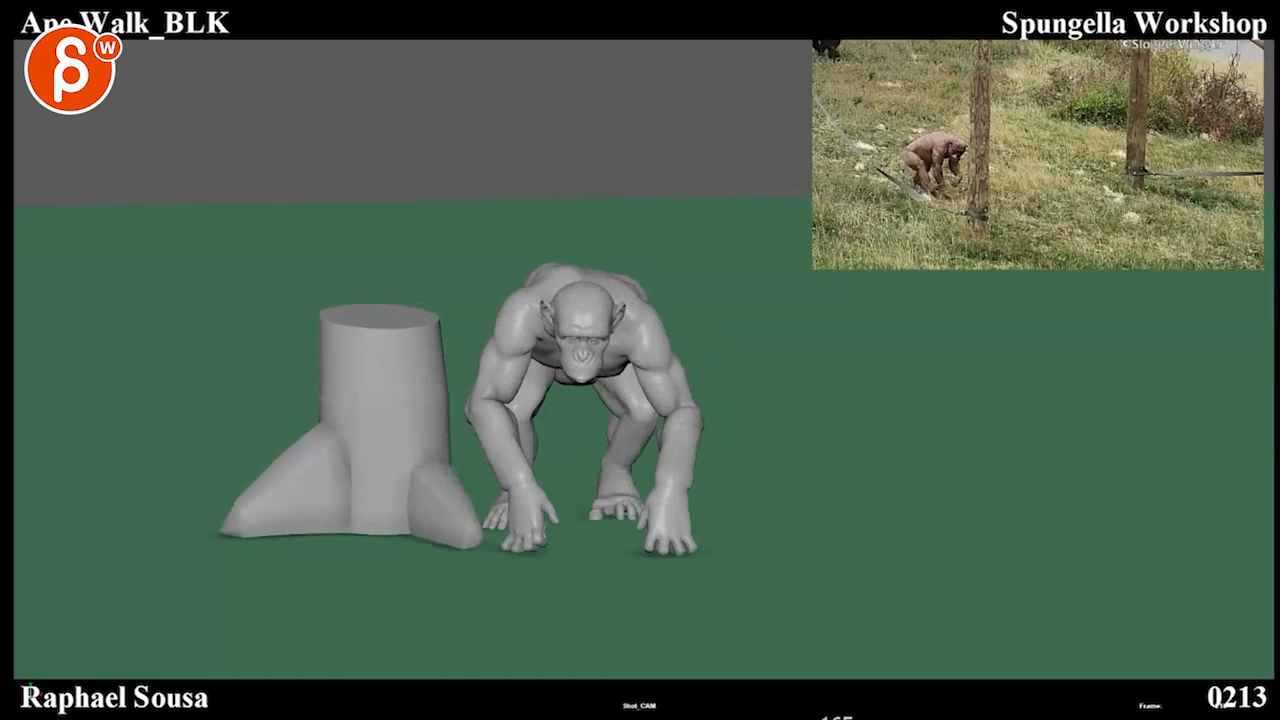 Ape Walk_BLK
Spungella Workshop
W
Raphael Sousa
Shot_CAM
Frame:
0213